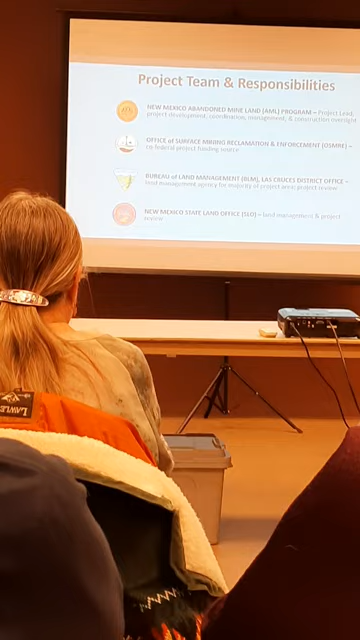 Project Team & Responsibilities
NEW MEXICO ABANDONED MINE LAND (AML) PROGRAM – Project Lead,
project development, coordination, management, & construction oversight
OFFICE of SURFACE MINING RECLAMATION & ENFORCEMENT (OSMRE) –
co-federal project funding source
BUREAU of LAND MANAGEMENT (BLM), LAS CRUCES DISTRICT OFFICE –
land management agency for majority of project area; project review
NEW MEXICO STATE LAND OFFICE (SLO) – land management & project
review